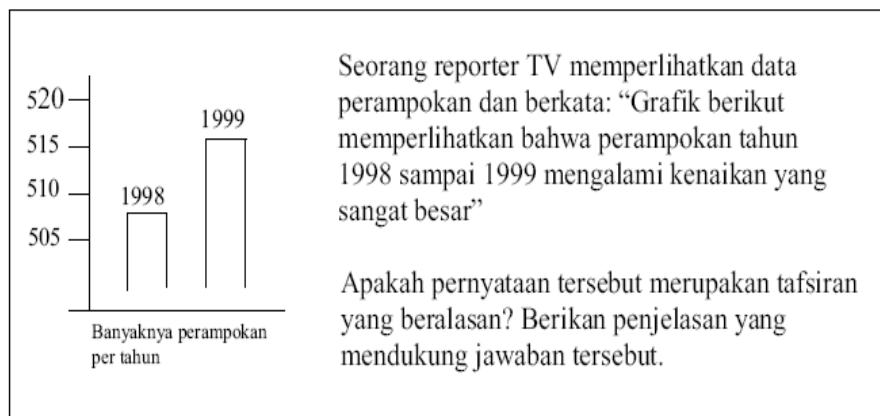 520
515
510
505
1998
1999
Banyaknya perampokan
per tahun
Seorang reporter TV memperlihatkan data
perampokan dan berkata: “Grafik berikut
memperlihatkan bahwa perampokan tahun
1998 sampai 1999 mengalami kenaikan yang
sangat besar”
Apakah pernyataan tersebut merupakan tafsiran
yang beralasan? Berikan penjelasan yang
mendukung jawaban tersebut.